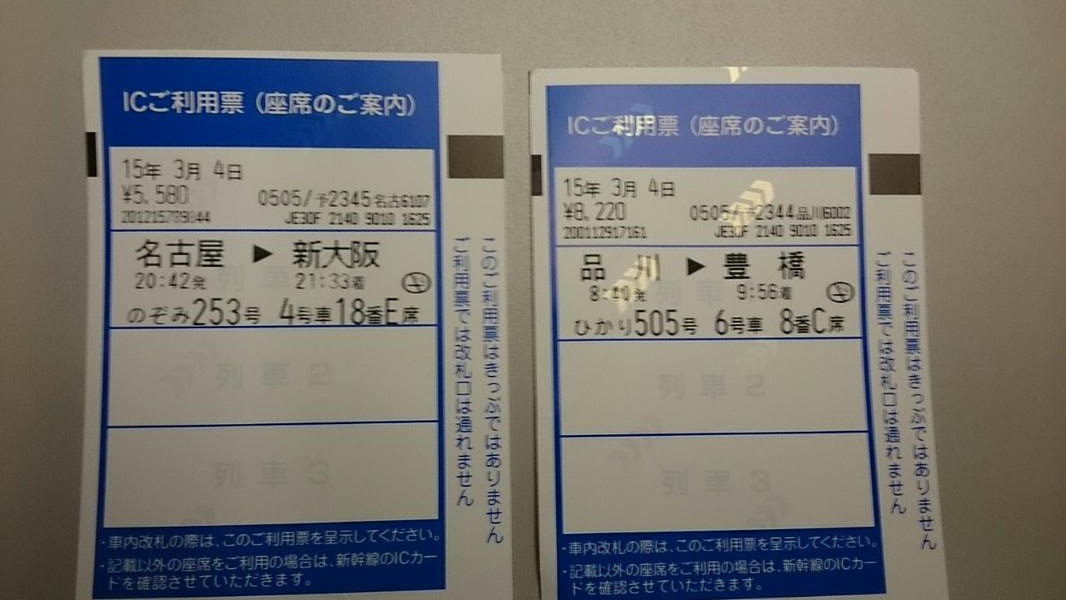 ICご利用票（座席のご案内）
15年 3月 4日
¥5,580 0505/予2345名古6107
JE30F 2140 9010 1625
名古屋 ▶ 新大阪
20:42発 21:33着
のぞみ253号 4号車18番E席
列車2
列車3
・車内改札の際は、このご利用票を呈示してください。
・記載以外の座席をご利用の場合は、新幹線のICカー
ドを確認させていただきます。
このご利用票はきっぷではありません
ご利用票では改札口は通れません
ICご利用票（座席のご案内）
15年 3月 4日
¥8,220 0505/予2344品川6002
200112917161 JE30F 2140 9010 1625
品川 ▶ 豊橋
8:40発 9:56着
ひかり505号 6号車 8番C席
列車2
列車3
・車内改札の際は、このご利用票を呈示してください。
・記載以外の座席をご利用の場合は、新幹線のICカー
ドを確認させていただきます。
このご利用票はきっぷではありません
ご利用票では改札口は通れません